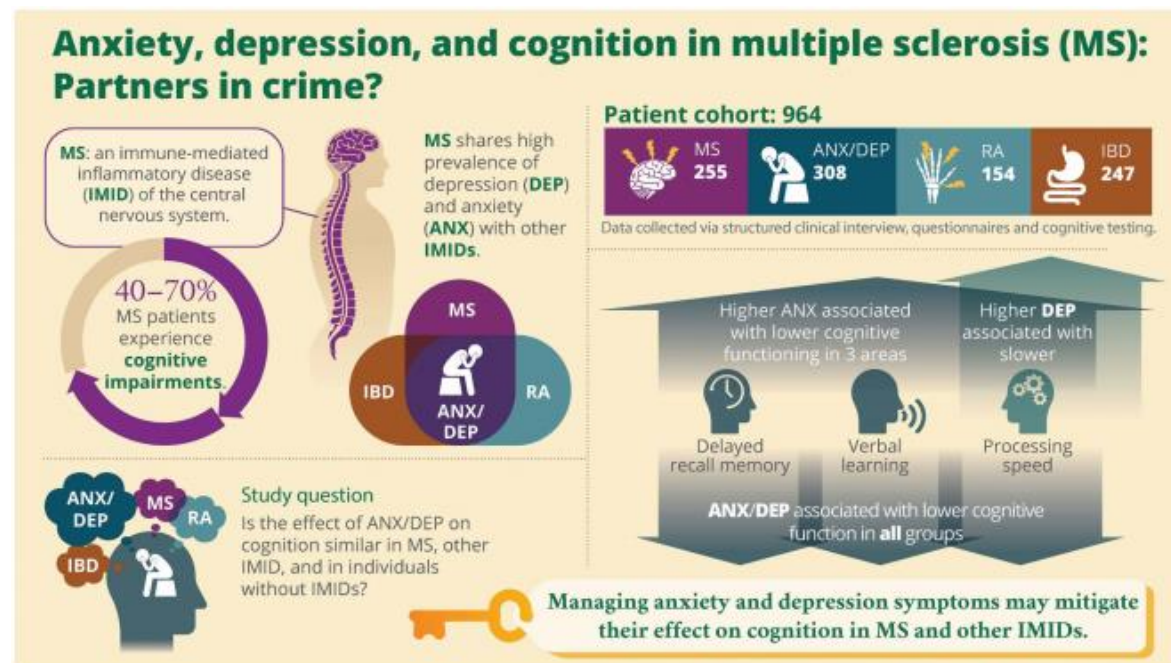 Anxiety, depression, and cognition in multiple sclerosis (MS):
Partners in crime?
MS: an immune-mediated
inflammatory disease
(IMID) of the central
nervous system.
40–70%
MS patients
experience
cognitive
impairments.
MS shares high
prevalence of
depression (DEP)
and anxiety
(ANX) with other
IMIDs.
MS
IBD
RA
ANX/
DEP
Patient cohort: 964
MS
255
ANX/DEP
308
RA
154
IBD
247
Data collected via structured clinical interview, questionnaires and cognitive testing.
Higher ANX associated
with lower cognitive
functioning in 3 areas
Higher DEP
associated with
slower
Delayed
recall memory
Verbal
learning
Processing
speed
ANX/DEP associated with lower cognitive
function in all groups
ANX/
DEP
MS
RA
IBD
Study question
Is the effect of ANX/DEP on
cognition similar in MS, other
IMID, and in individuals
without IMIDs?
Managing anxiety and depression symptoms may mitigate
their effect on cognition in MS and other IMIDs.